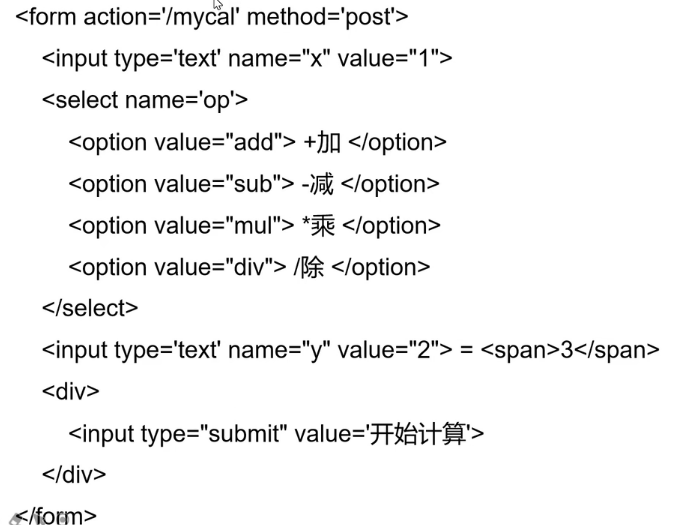 <form action='/mycal' method='post'>
<input type='text' name="x" value="1">
<select name='op'>
<option value="add"> +加 </option>
<option value="sub"> -减 </option>
<option value="mul"> *乘 </option>
<option value="div"> /除 </option>
</select>
<input type='text' name="y" value="2"> = <span>3</span>
<div>
<input type="submit" value='开始计算'>
</div>
</form>